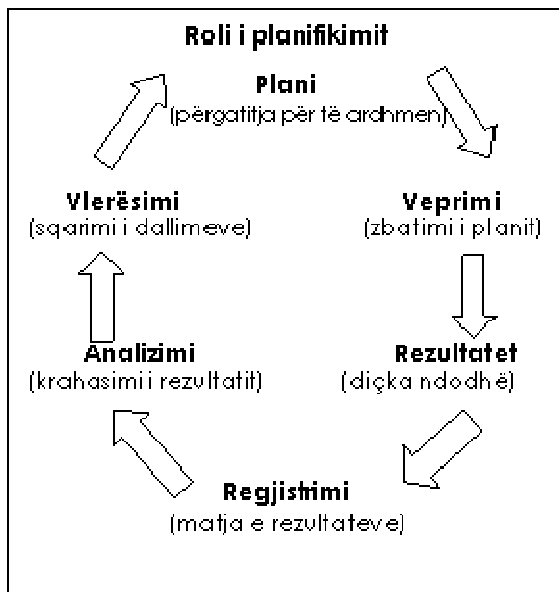 Roli i planifikimit
Plani
(përgatitja për të ardhmen)
Veprimi
(zbatimi i planit)
Rezultatet
(diçka ndodhë)
Regjistrimi
(matja e rezultateve)
Analizimi
(krahasimi i rezultatit)
Vlerësimi
(sqarimi i dallimeve)